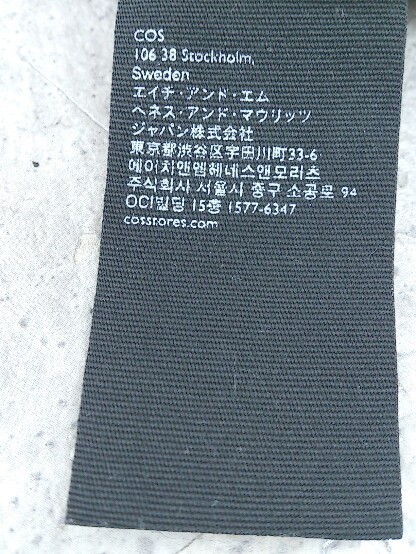 COS
106 38 Stockholm,
Sweden
エイチ・アンド・エム
ヘネス・アンド・マウリッツ
ジャパン株式会社
東京都渋谷区宇田川町33-6
에이치앤엠헤네스앤모리츠
주식회사 서울시 중구 소공로 94
OCI빌딩 15층 1577-6347
cosstores.com